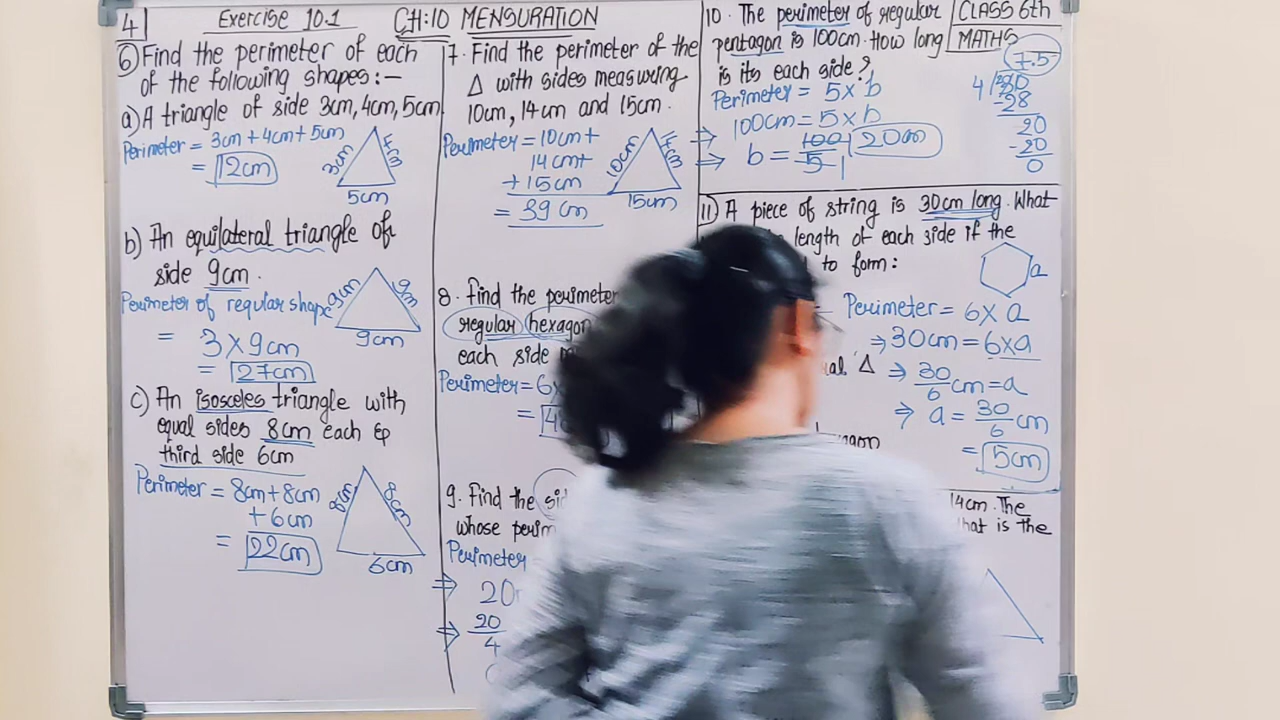 4
Exercise 10.1
CH:10 MENSURATION
CLASS 6th
MATHS
6 Find the perimeter of each
of the following shapes:-
a) A triangle of side 3cm, 4cm, 5cm
Perimeter = 3cm + 4cm + 5cm
= 12cm
3cm
4cm
5cm
b) An equilateral triangle of
side 9cm.
Perimeter of regular shape
= 3 × 9cm
= 27cm
9cm
9cm
9cm
c) An isosceles triangle with
equal sides 8cm each &
third side 6cm
Perimeter = 8cm + 8cm
+ 6cm
= 22cm
8cm
8cm
6cm
7. Find the perimeter of the
Δ with sides measuring
10cm, 14cm and 15cm.
Perimeter = 10cm +
14cm +
+ 15cm
= 39cm
10cm
15cm
8. Find the perimeter
regular hexagon
each side
Perimeter = 6×
=
9. Find the
whose
Perimeter
⇒ 20
⇒ 20
4
10. The perimeter of regular
pentagon is 100cm. How long
is its each side?
Perimeter = 5 × b
⇒ 100cm = 5 × b
⇒ b = 100 20cm
5 1
7.5
4
-28
20
-20
0
11) A piece of string is 30cm long. What
length of each side if the
to form:
a
Perimeter = 6 × a
⇒ 30cm = 6×a
Δ ⇒ 30 cm = a
6
⇒ a = 30 cm
6
= 5cm
14cm. The
is the